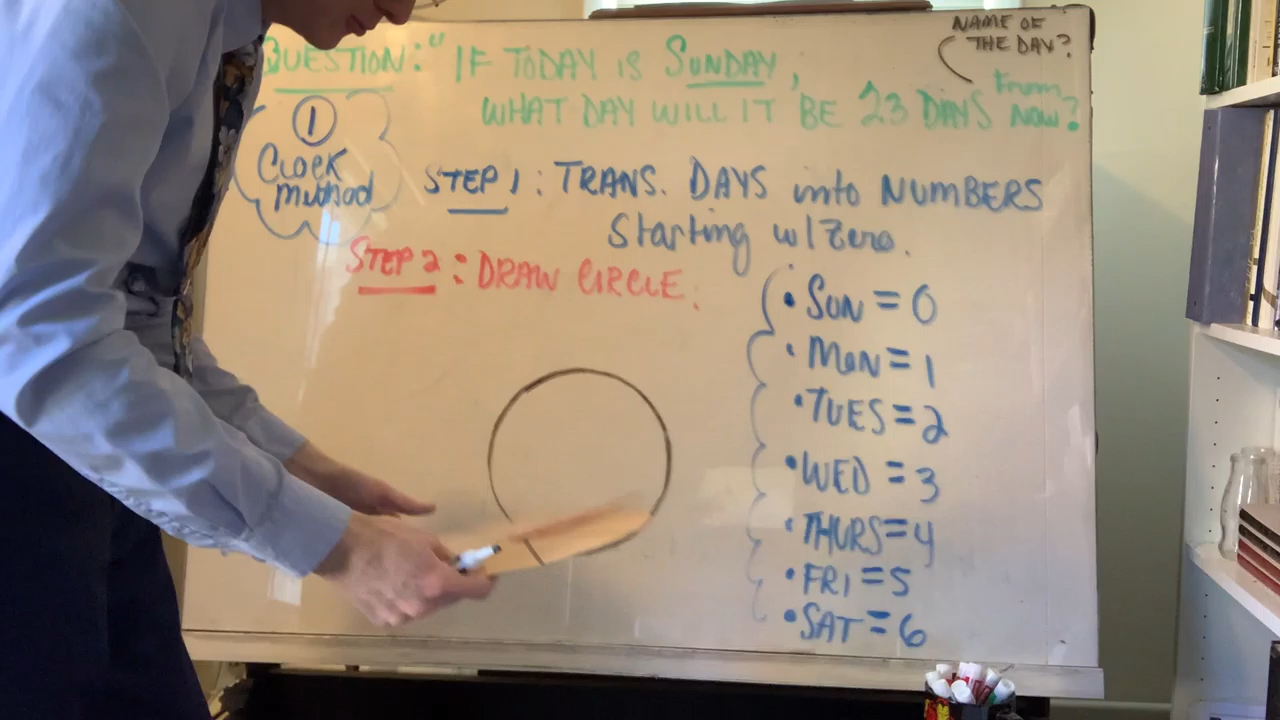 NAME OF
THE DAY?
QUESTION: "IF TODAY IS SUNDAY,
WHAT DAY WILL IT BE 23 DAYS From
NOW?
1
CLOCK
METHOD
STEP 1: TRANS. DAYS into NUMBERS
Starting w/Zero.
STEP 2: DRAW CIRCLE.
• SUN = 0
• MON = 1
• TUES = 2
• WED = 3
• THURS = 4
• FRI = 5
• SAT = 6